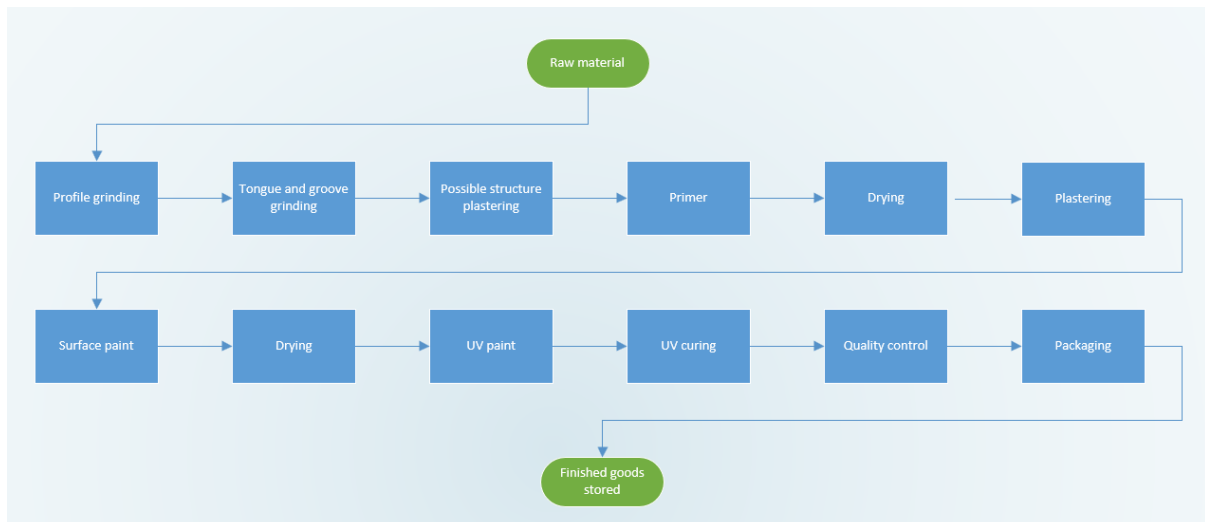 Raw material
Profile grinding
Tongue and groove
grinding
Possible structure
plastering
Primer
Drying
Plastering
Surface paint
Drying
UV paint
UV curing
Quality control
Packaging
Finished goods
stored